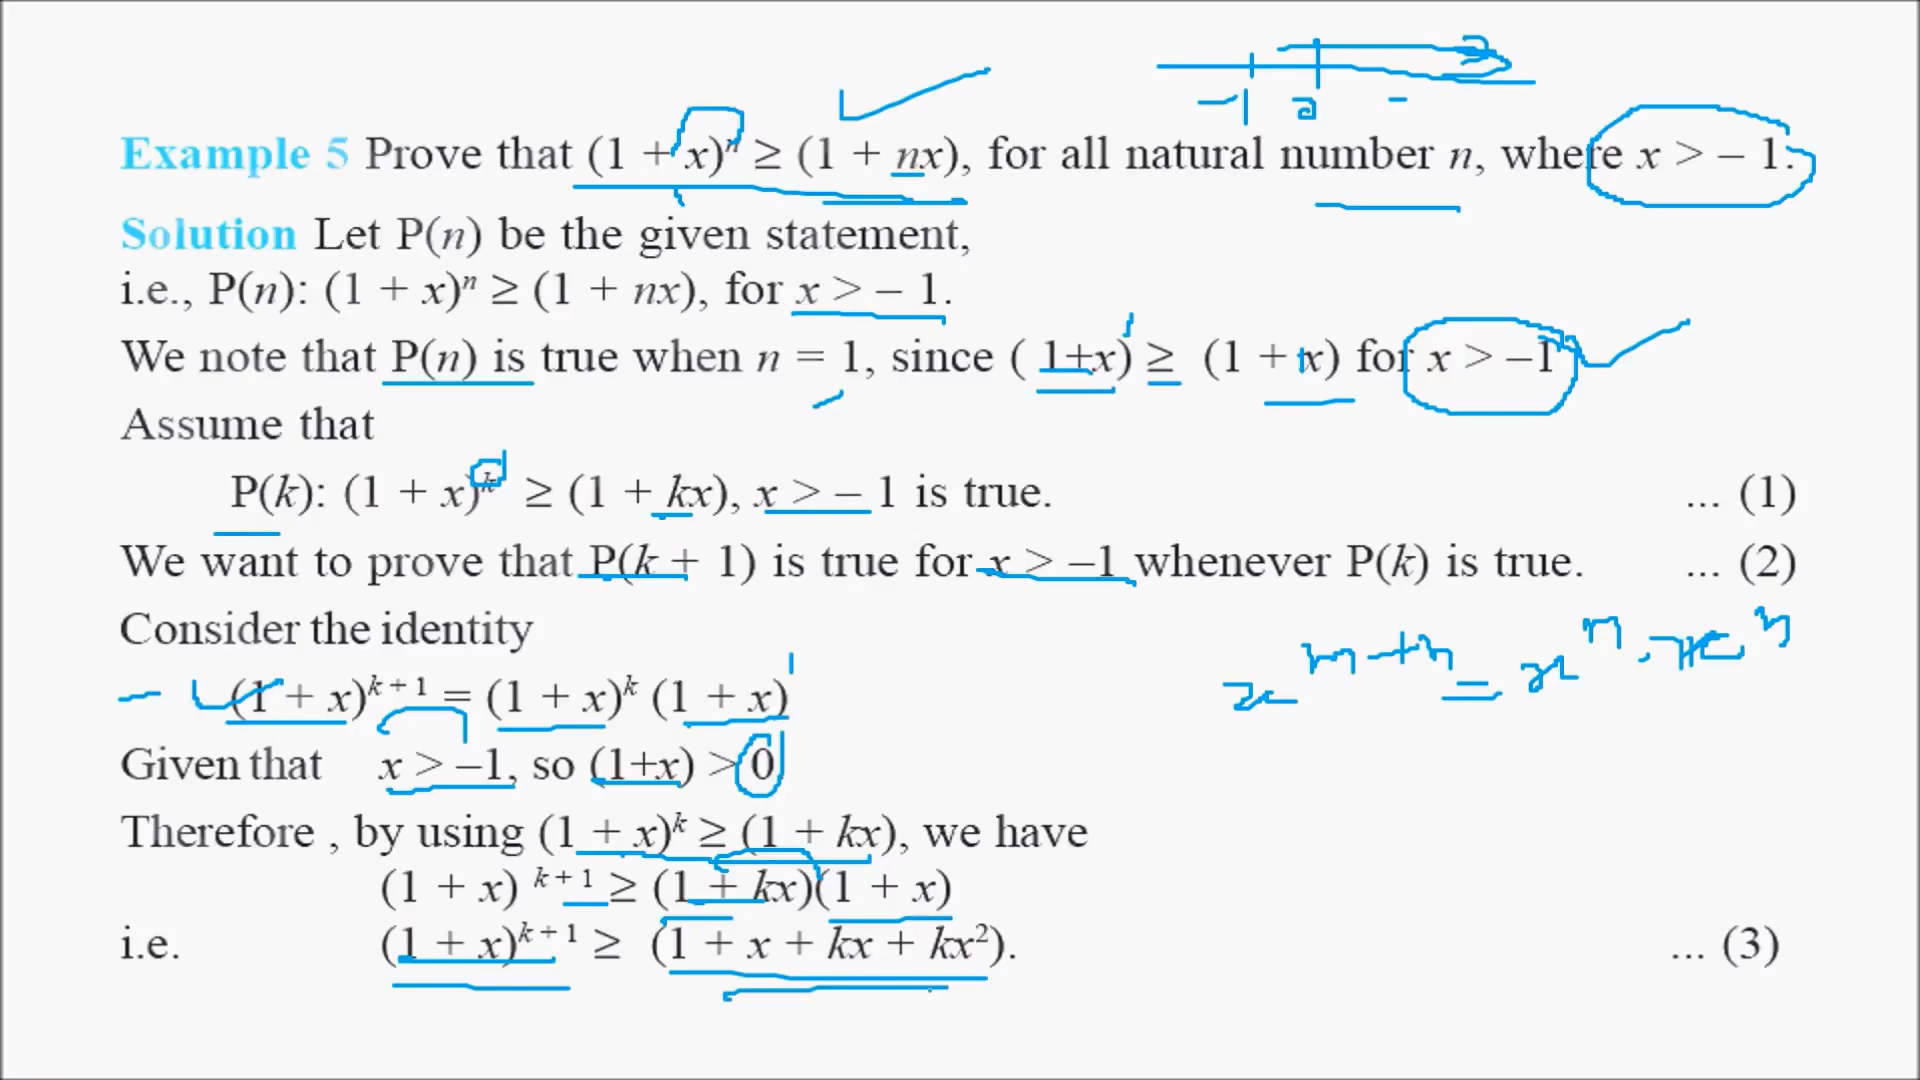 -1 2 -
Example 5 Prove that (1 + x)ⁿ ≥ (1 + nx), for all natural number n, where x > – 1.
Solution Let P(n) be the given statement,
i.e., P(n): (1 + x)ⁿ ≥ (1 + nx), for x > – 1.
We note that P(n) is true when n = 1, since ( 1+x) ≥ (1 + x) for x > –1
Assume that
P(k): (1 + x)ᵏ ≥ (1 + kx), x > – 1 is true. ... (1)
We want to prove that P(k + 1) is true for x > –1 whenever P(k) is true. ... (2)
Consider the identity
(1 + x)ᵏ⁺¹ = (1 + x)ᵏ (1 + x)
Given that x > –1, so (1+x) > 0
Therefore , by using (1 + x)ᵏ ≥ (1 + kx), we have
(1 + x) ᵏ⁺¹ ≥ (1 + kx)(1 + x)
i.e. (1 + x)ᵏ⁺¹ ≥ (1 + x + kx + kx²). ... (3)